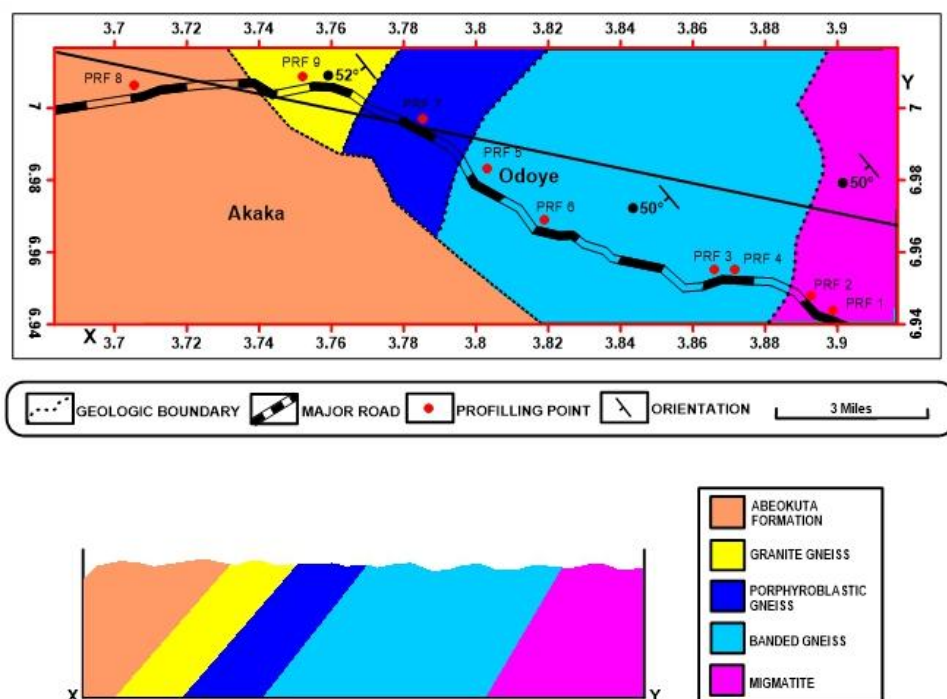 3.7 3.72 3.74 3.76 3.78 3.8 3.82 3.84 3.86 3.88 3.9
PRF 8
PRF 9
52°
Y
7
7
PRF 7
PRF 5
Odoye
50°
6.98
6.98
Akaka
PRF 6
50°
6.96
6.96
PRF 3 PRF 4
PRF 2
PRF 1
6.94
6.94
X
3.7 3.72 3.74 3.76 3.78 3.8 3.82 3.84 3.86 3.88 3.9
GEOLOGIC BOUNDARY MAJOR ROAD PROFILLING POINT ORIENTATION 3 Miles
ABEOKUTA
FORMATION
GRANITE GNEISS
PORPHYROBLASTIC
GNEISS
BANDED GNEISS
MIGMATITE
X Y